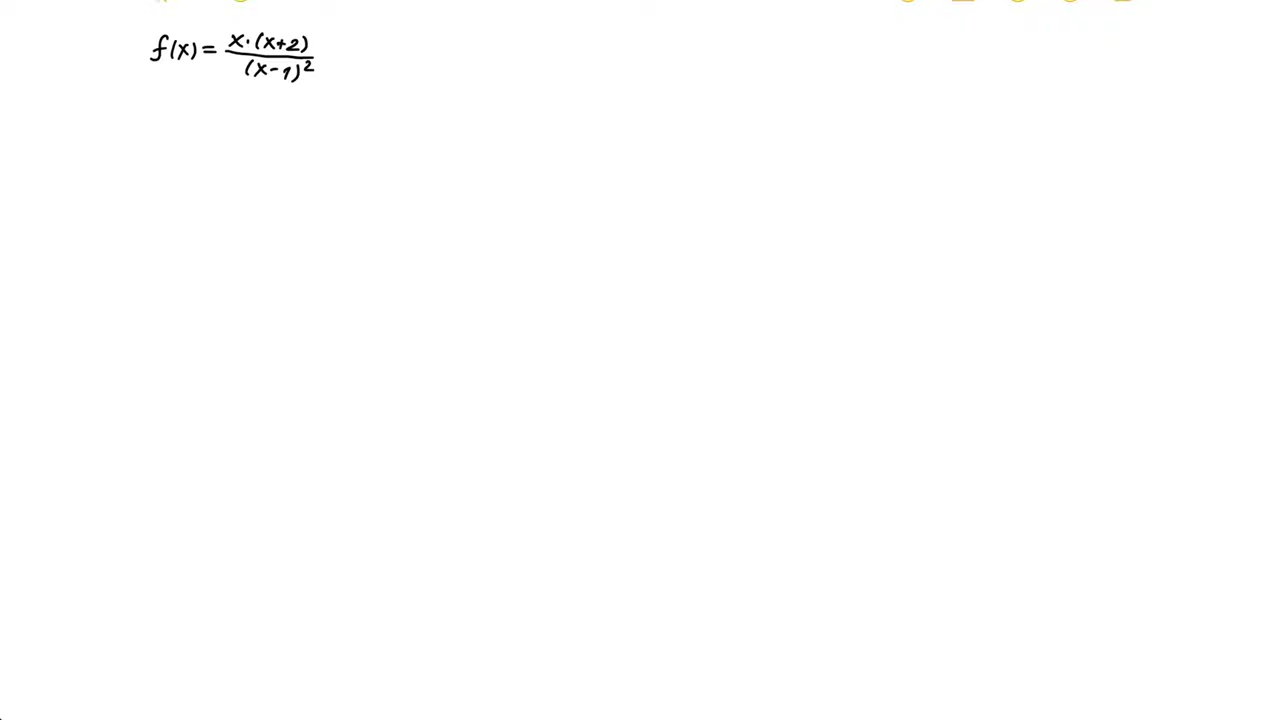 f(x) = x·(x+2) / (x-1)²